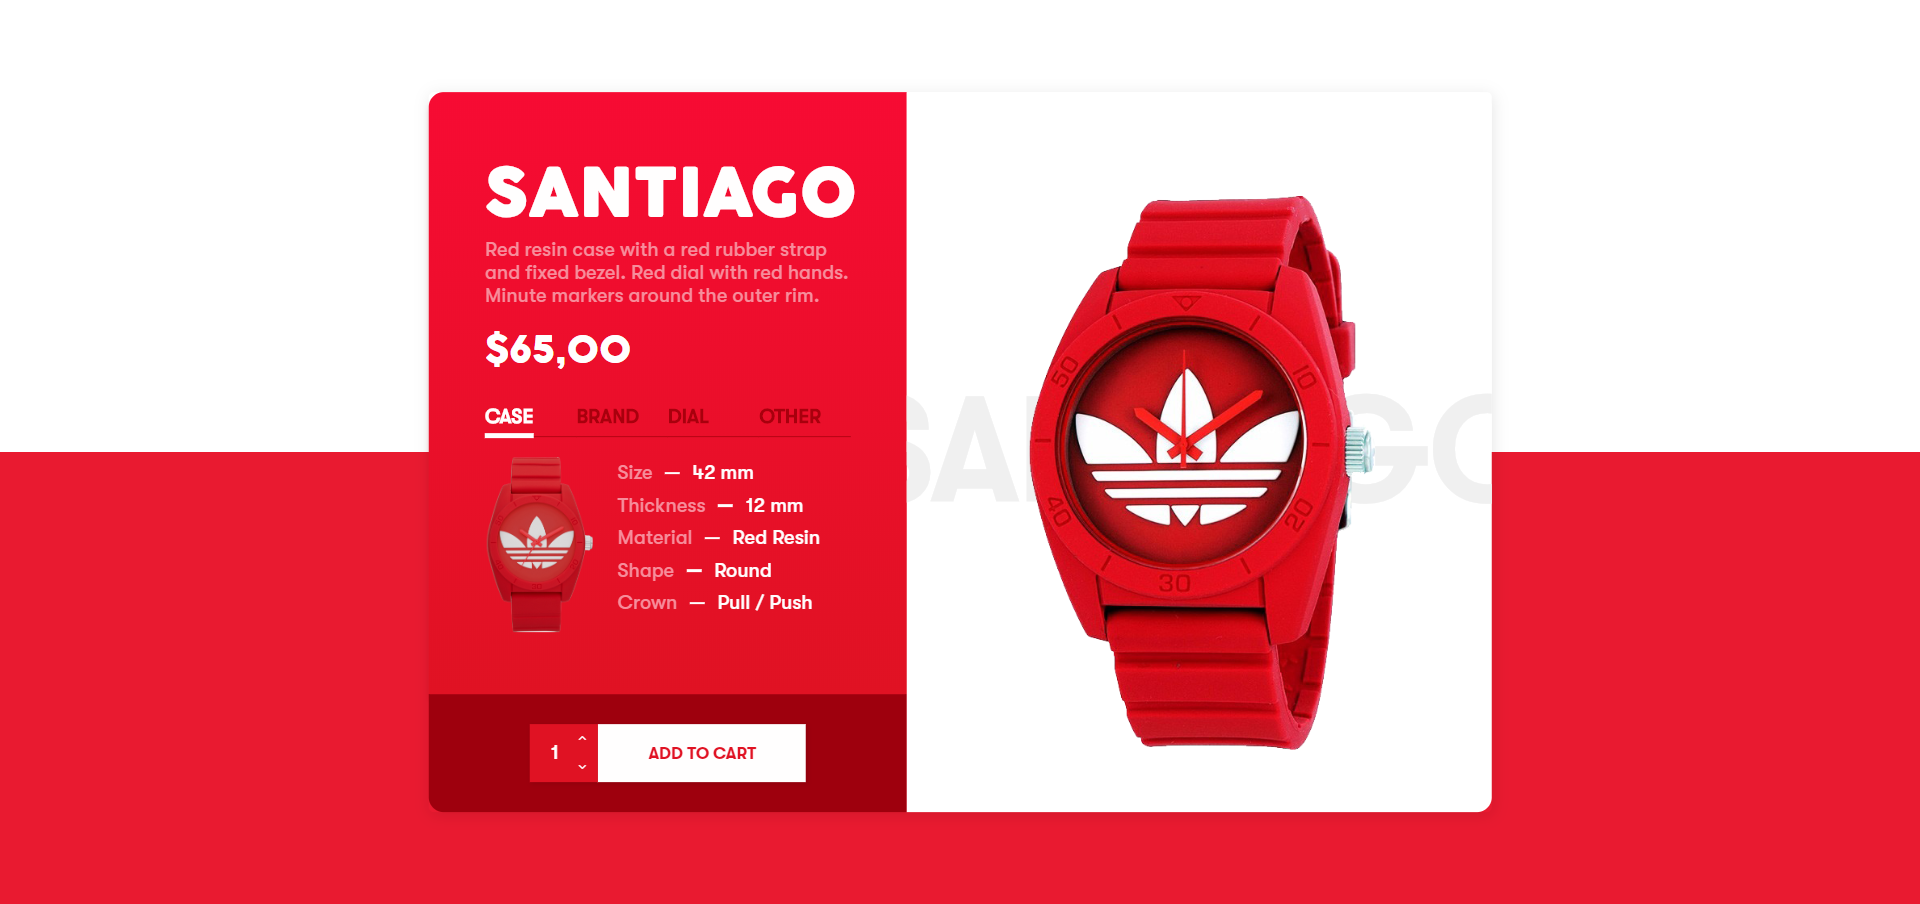 SANTIAGO
Red resin case with a red rubber strap
and fixed bezel. Red dial with red hands.
Minute markers around the outer rim.
$65,00
CASE BRAND DIAL OTHER
Size — 42 mm
Thickness — 12 mm
Material — Red Resin
Shape — Round
Crown — Pull / Push
1 ADD TO CART
SA GO
50 10
40 20
30